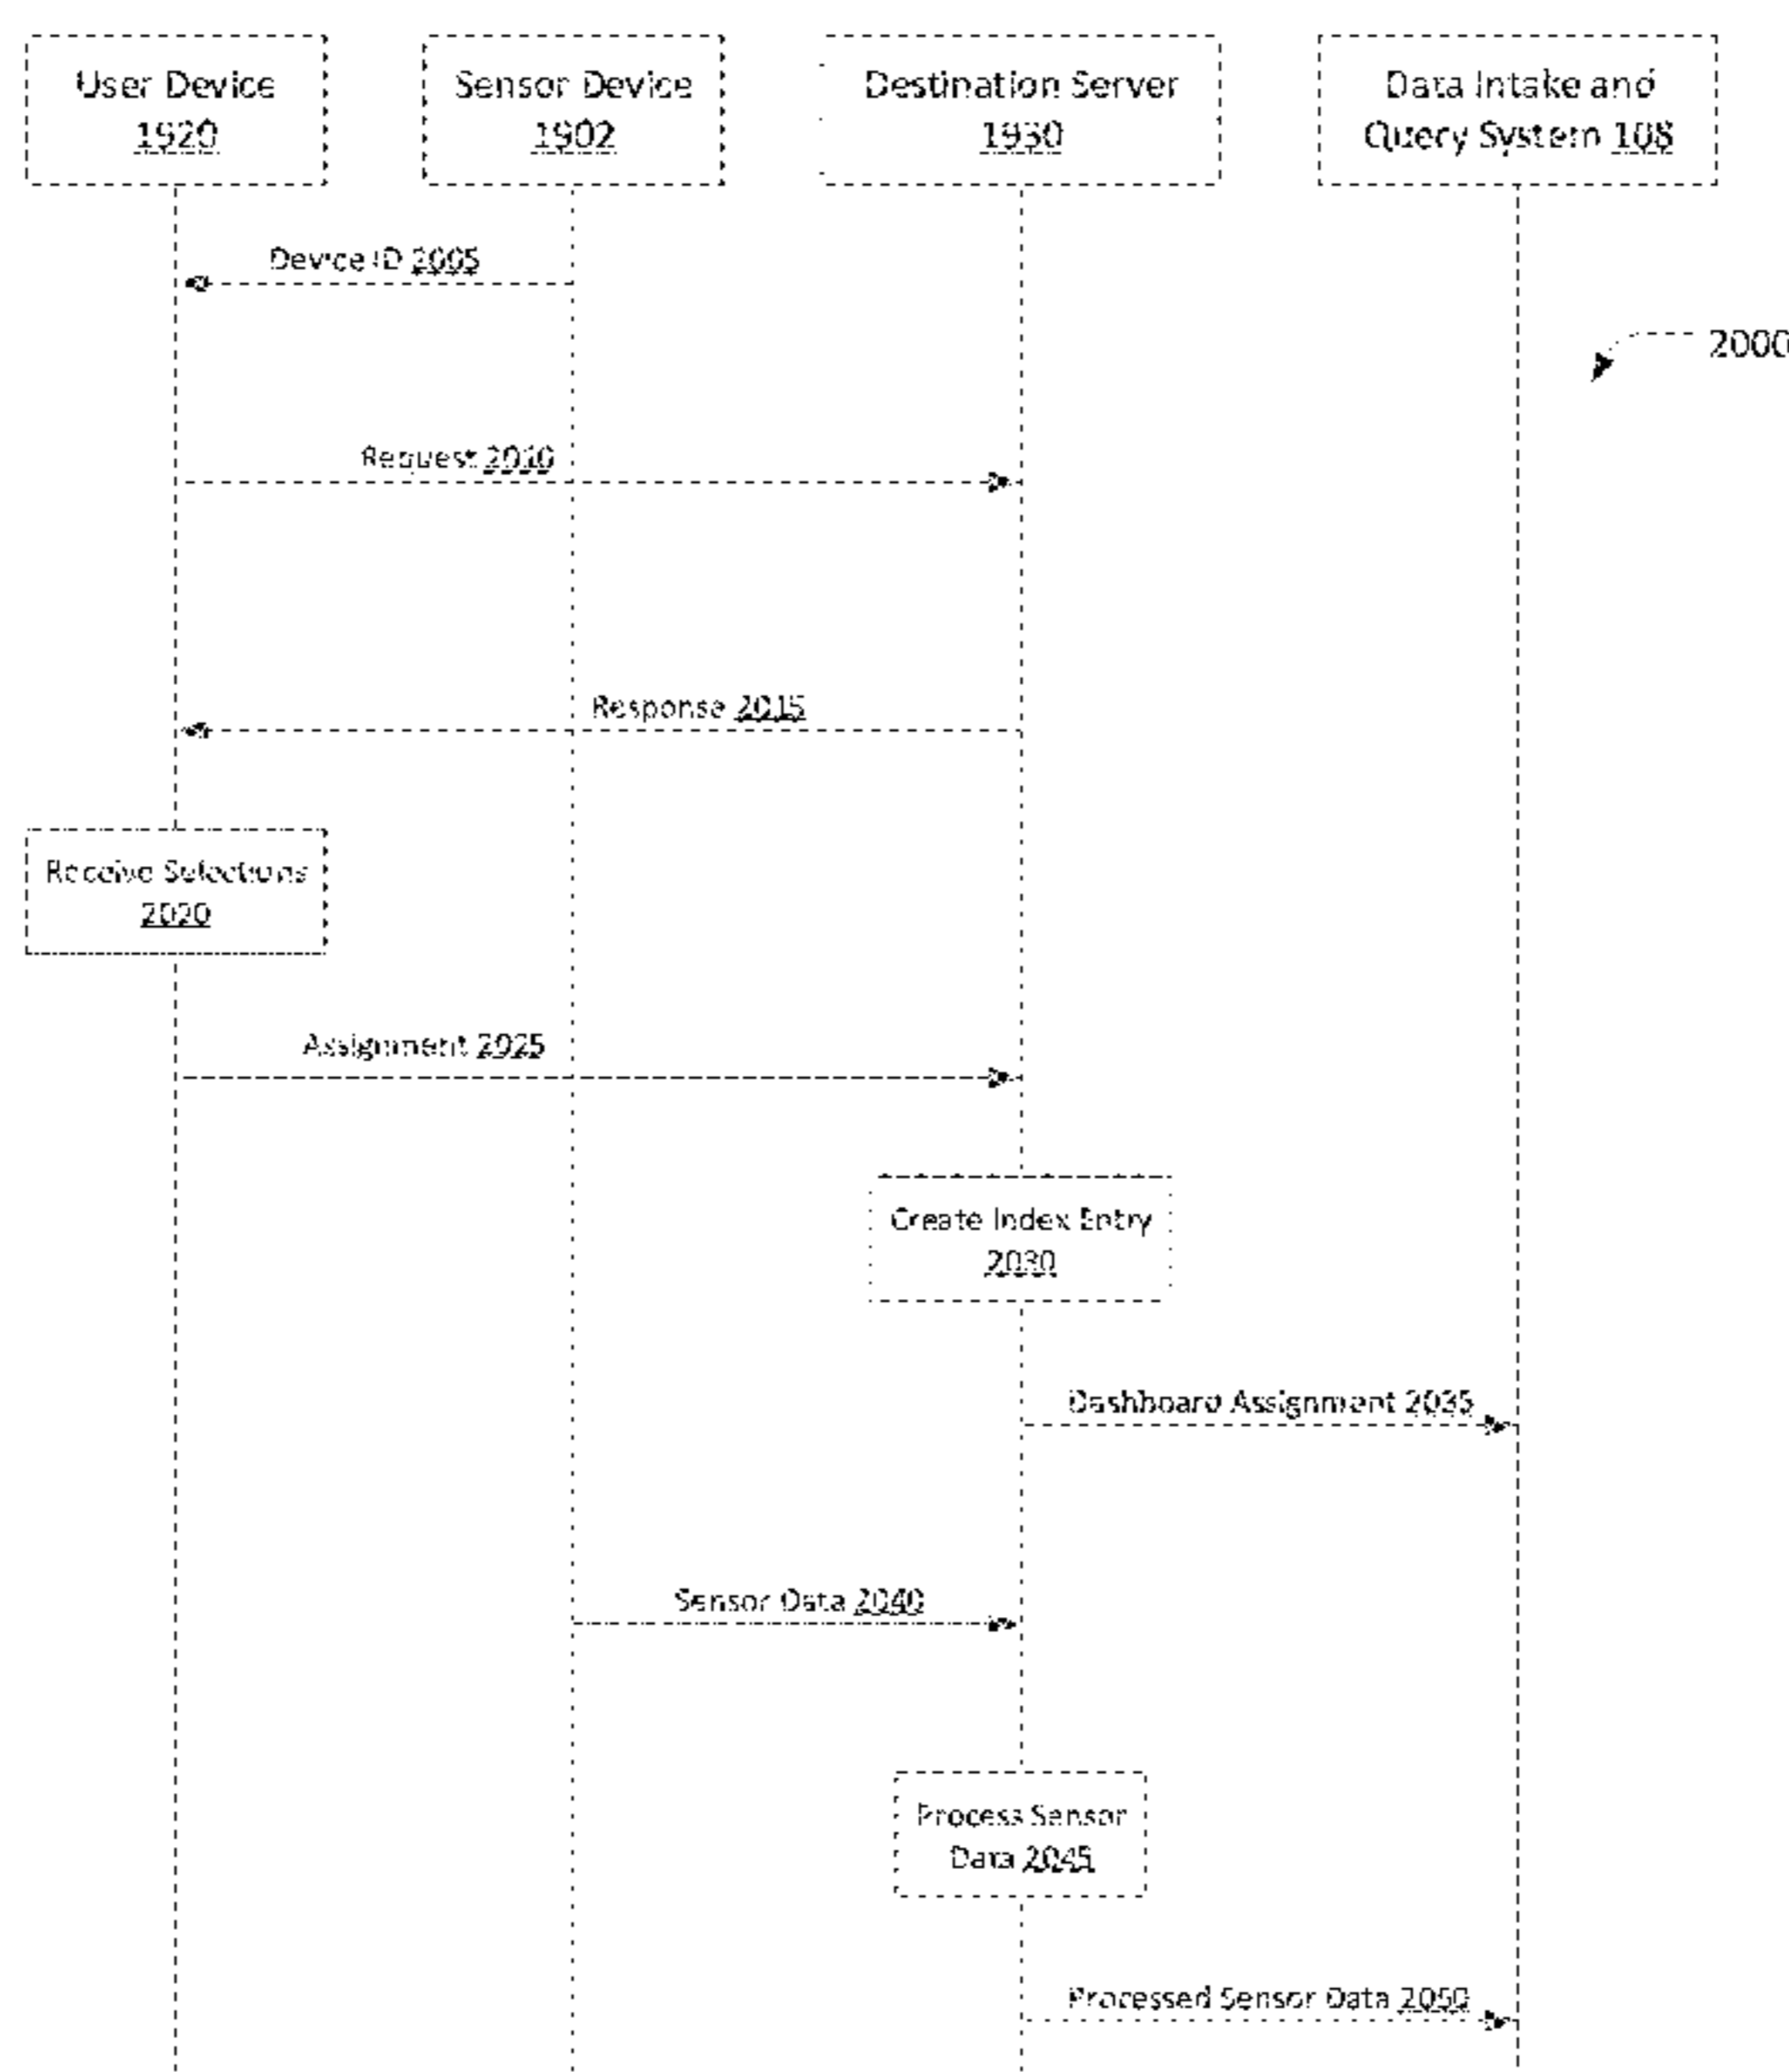 User Device
1920
Sensor Device
1902
Destination Server
1930
Data Intake and
Query System 108
Device ID 2005
2000
Request 2010
Response 2015
Receive Selections
2020
Assignment 2025
Create Index Entry
2030
Dashboard Assignment 2035
Sensor Data 2040
Process Sensor
Data 2045
Processed Sensor Data 2050